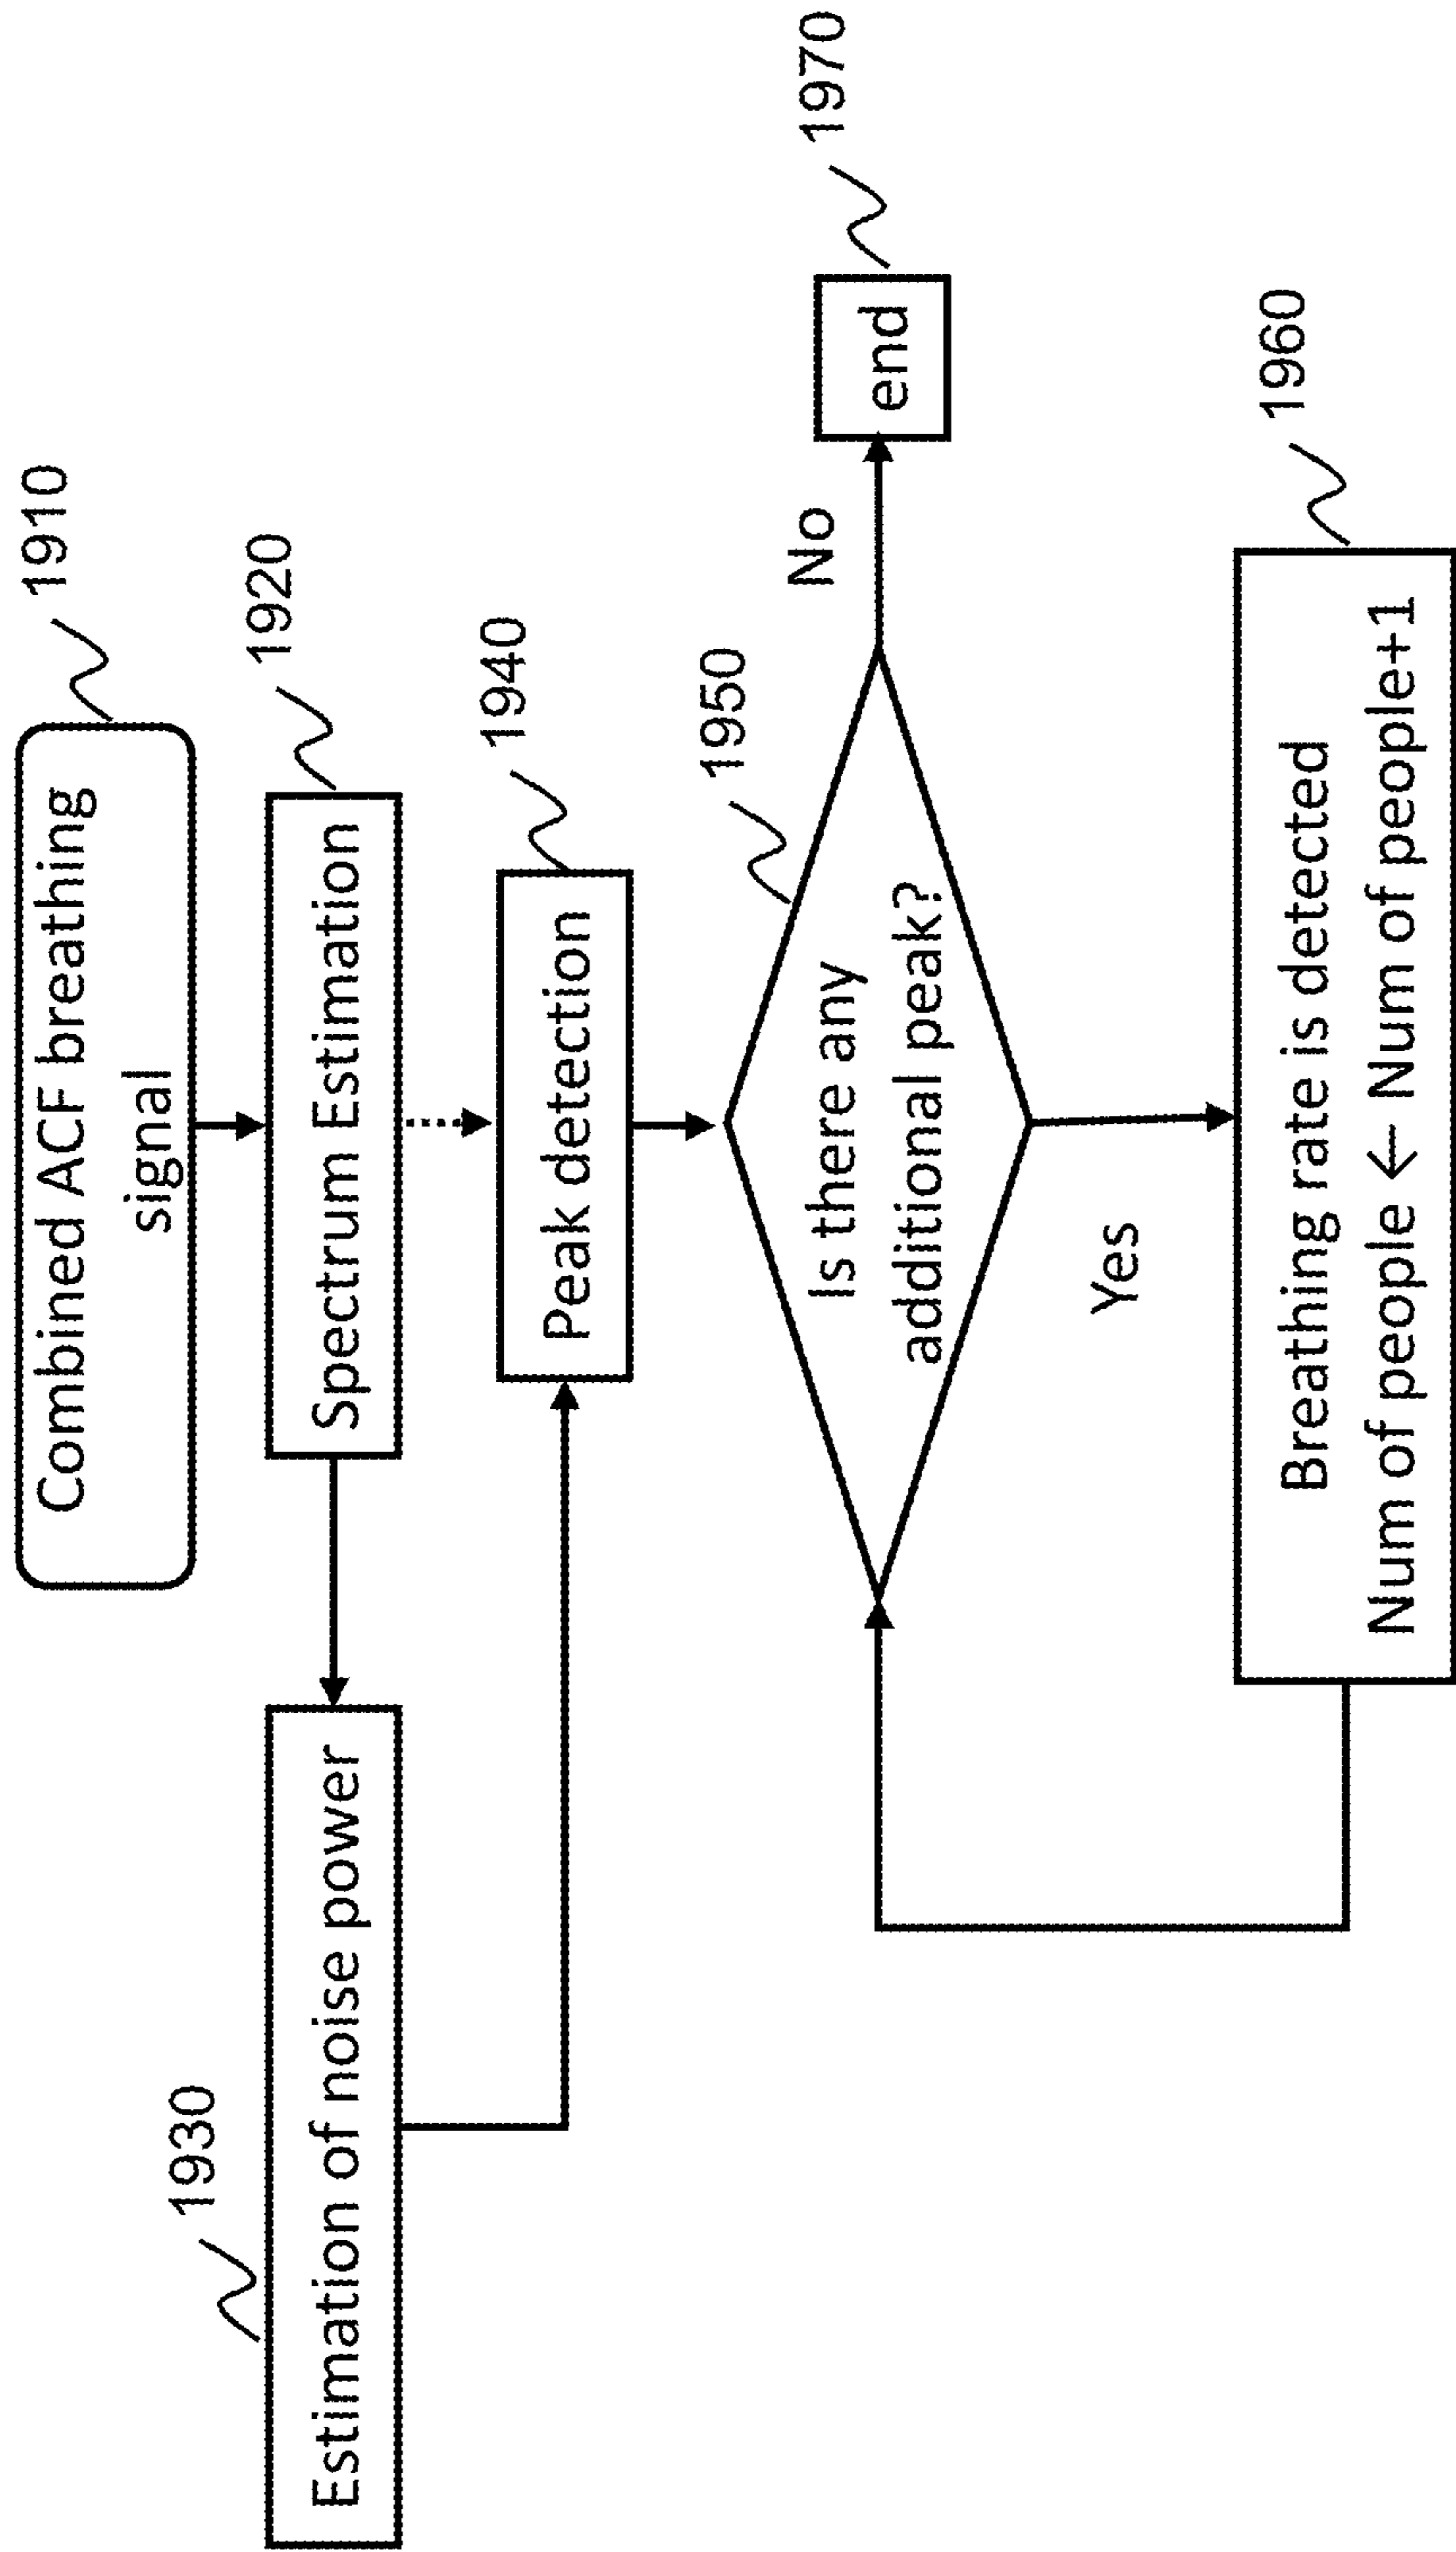 Combined ACF breathing
signal
1910
Spectrum Estimation
1920
1930
Estimation of noise power
Peak detection
1940
1950
Is there any
additional peak?
No
end
1970
Yes
Breathing rate is detected
Num of people ← Num of people+1
1960